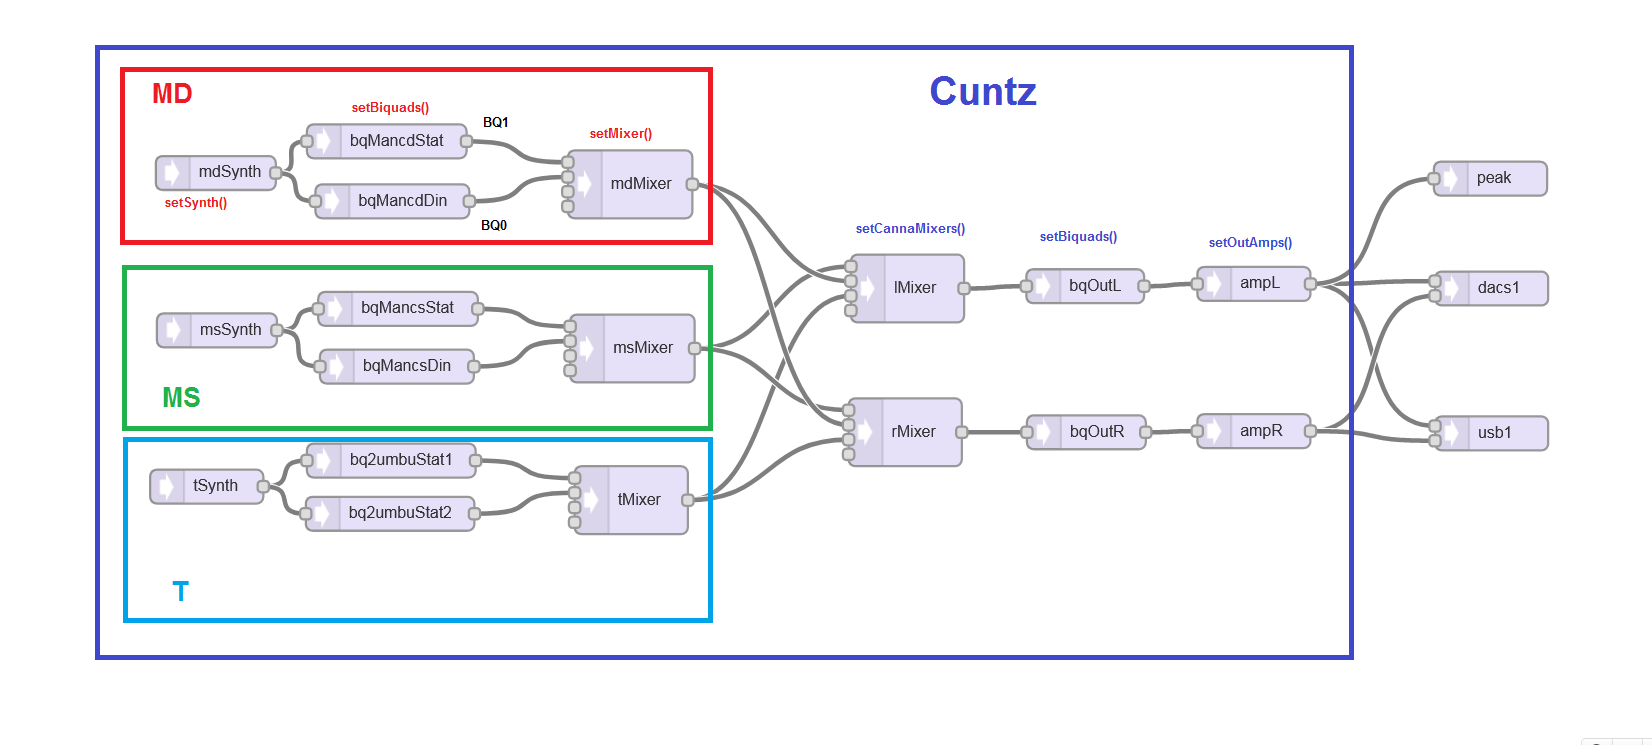 Cuntz
MD
setBiquads()
BQ1
setMixer()
bqMancdStat
mdSynth
mdMixer
bqMancdDin
setSynth()
BQ0
peak
setCannaMixers()
setBiquads()
setOutAmps()
lMixer
bqOutL
ampL
dacs1
bqMancsStat
msSynth
msMixer
bqMancsDin
MS
rMixer
bqOutR
ampR
usb1
bq2umbuStat1
tSynth
tMixer
bq2umbuStat2
T